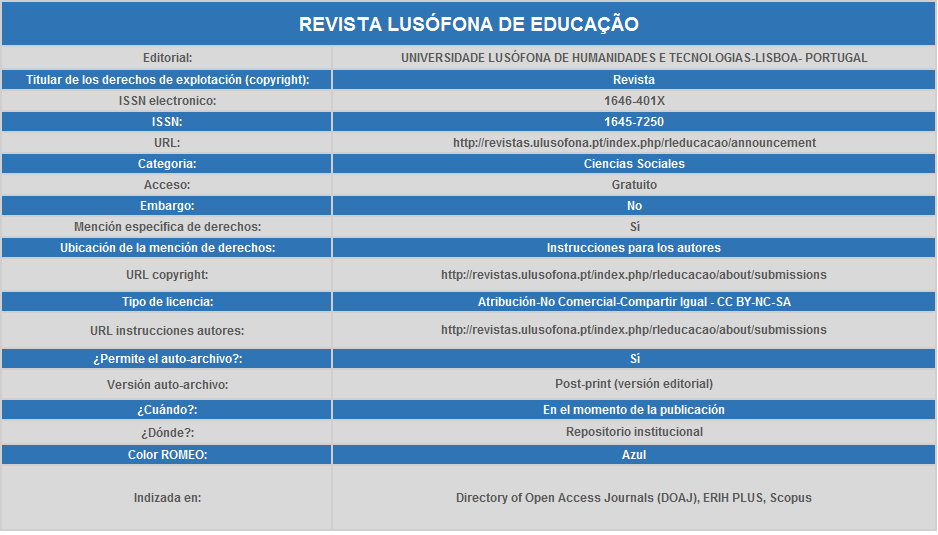 REVISTA LUSÓFONA DE EDUCAÇÃO
Editorial: UNIVERSIDADE LUSÓFONA DE HUMANIDADES E TECNOLOGIAS-LISBOA- PORTUGAL
Titular de los derechos de explotación (copyright): Revista
ISSN electronico: 1646-401X
ISSN: 1645-7250
URL: http://revistas.ulusofona.pt/index.php/rleducacao/announcement
Categoria: Ciencias Sociales
Acceso: Gratuito
Embargo: No
Mención específica de derechos: Sí
Ubicación de la mención de derechos: Instrucciones para los autores
URL copyright: http://revistas.ulusofona.pt/index.php/rleducacao/about/submissions
Tipo de licencia: Atribución-No Comercial-Compartir Igual - CC BY-NC-SA
URL instrucciones autores: http://revistas.ulusofona.pt/index.php/rleducacao/about/submissions
¿Permite el auto-archivo?: Sí
Versión auto-archivo: Post-print (versión editorial)
¿Cuándo?: En el momento de la publicación
¿Dónde?: Repositorio institucional
Color ROMEO: Azul
Indizada en: Directory of Open Access Journals (DOAJ), ERIH PLUS, Scopus